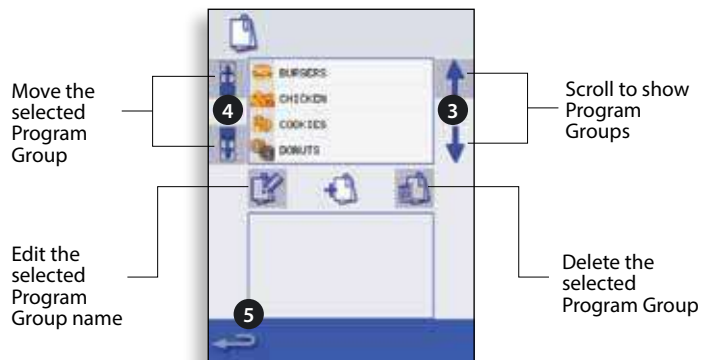 Move the
selected
Program
Group
4
BURGERS
CHICKEN
COOKIES
DONUTS
3
Scroll to show
Program
Groups
Edit the
selected
Program
Group name
5
Delete the
selected
Program Group